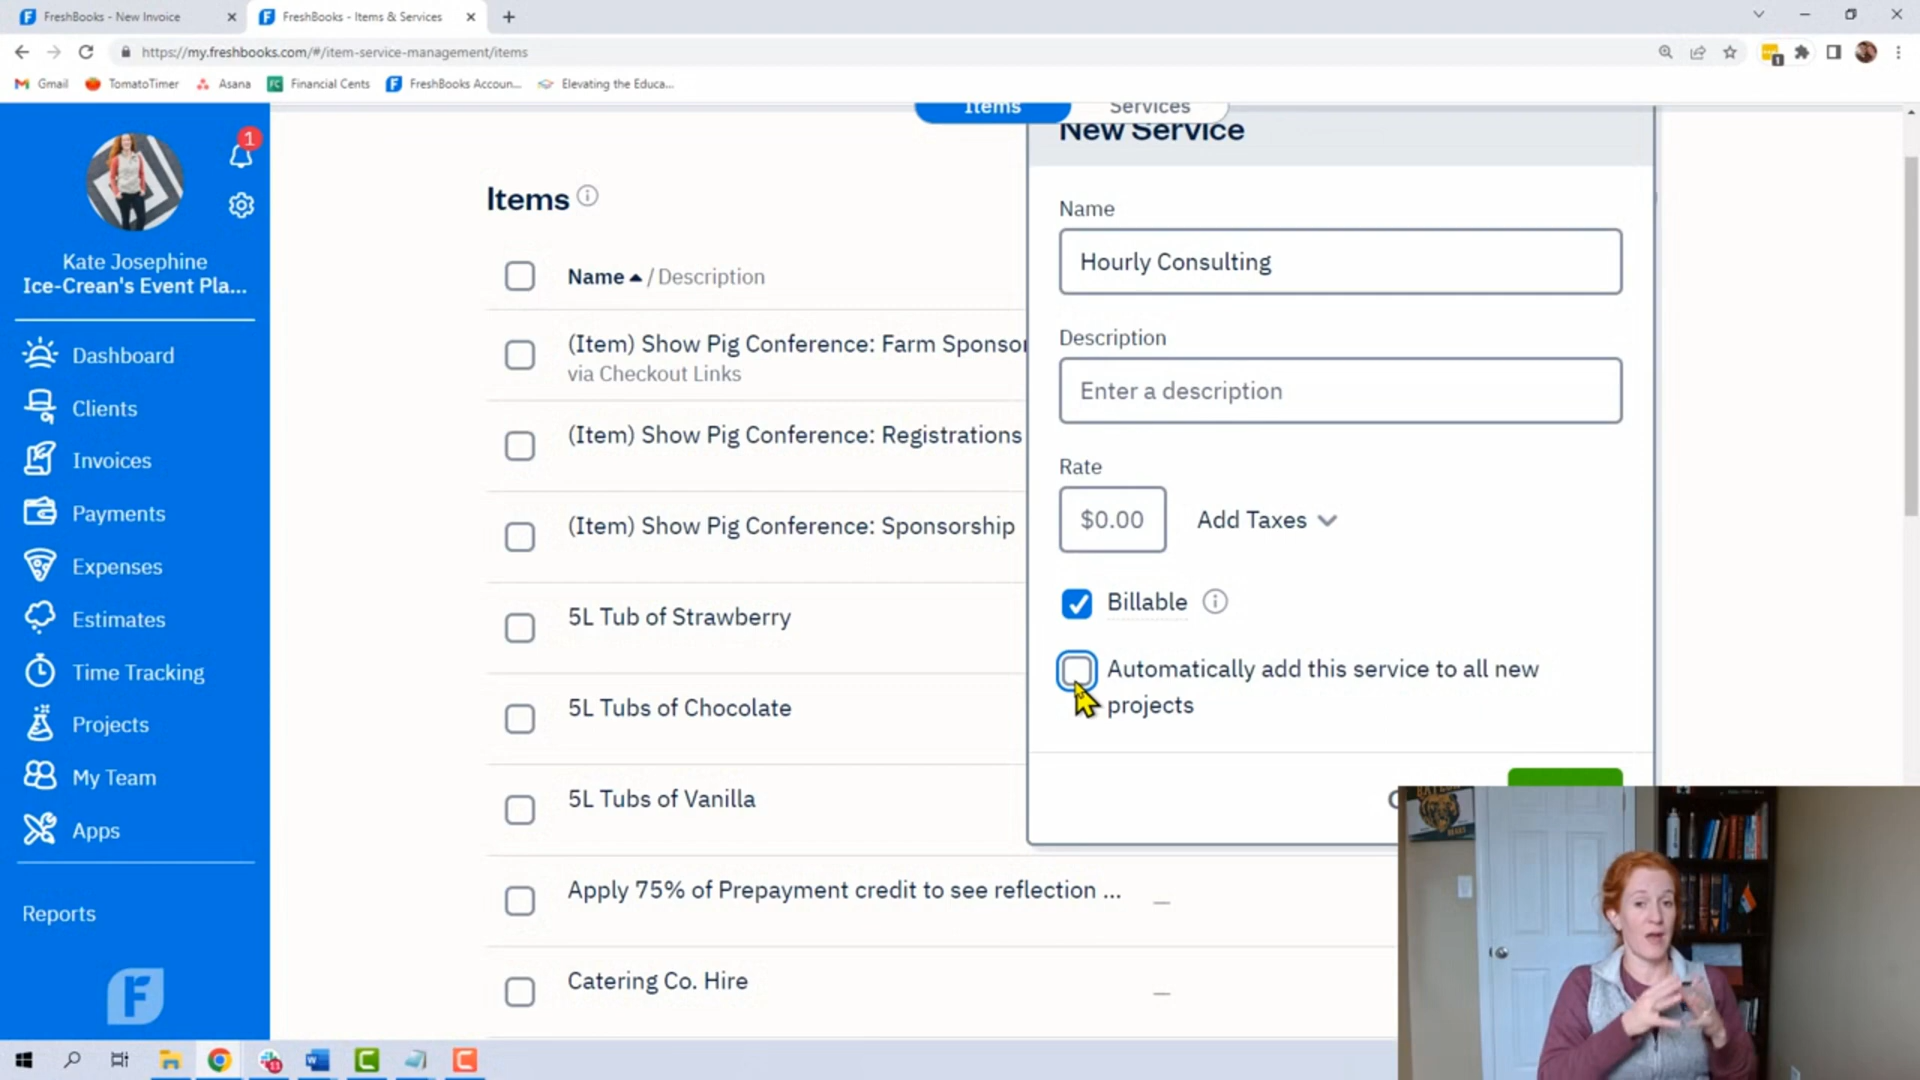 FreshBooks - New Invoice
FreshBooks - Items & Services
https://my.freshbooks.com/#/item-service-management/items
1
Gmail
TomatoTimer
Asana
FC
Financial Cents
FreshBooks Accoun...
Elevating the Educa...
Items
Services
1
Kate Josephine
Ice-Crean's Event Pla...
Dashboard
Clients
Invoices
Payments
Expenses
Estimates
Time Tracking
Projects
My Team
Apps
Reports
Items
Name / Description
(Item) Show Pig Conference: Farm Sponsor
via Checkout Links
(Item) Show Pig Conference: Registrations
(Item) Show Pig Conference: Sponsorship
5L Tub of Strawberry
5L Tubs of Chocolate
5L Tubs of Vanilla
Apply 75% of Prepayment credit to see reflection ...
—
Catering Co. Hire
—
New Service
Name
Hourly Consulting
Description
Enter a description
Rate
$0.00
Add Taxes
Billable
Automatically add this service to all new
projects